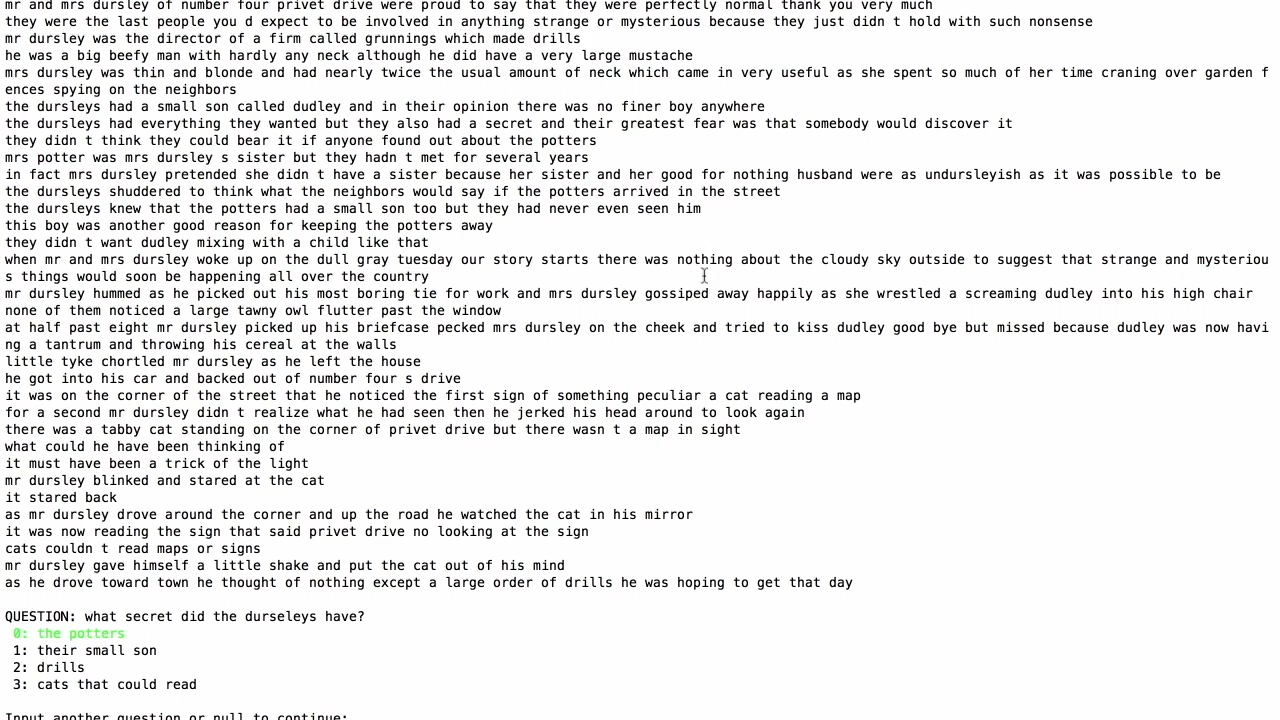 mr and mrs dursley of number four privet drive were proud to say that they were perfectly normal thank you very much
they were the last people you d expect to be involved in anything strange or mysterious because they just didn t hold with such nonsense
mr dursley was the director of a firm called grunnings which made drills
he was a big beefy man with hardly any neck although he did have a very large mustache
mrs dursley was thin and blonde and had nearly twice the usual amount of neck which came in very useful as she spent so much of her time craning over garden f
ences spying on the neighbors
the dursleys had a small son called dudley and in their opinion there was no finer boy anywhere
the dursleys had everything they wanted but they also had a secret and their greatest fear was that somebody would discover it
they didn t think they could bear it if anyone found out about the potters
mrs potter was mrs dursley s sister but they hadn t met for several years
in fact mrs dursley pretended she didn t have a sister because her sister and her good for nothing husband were as undursleyish as it was possible to be
the dursleys shuddered to think what the neighbors would say if the potters arrived in the street
the dursleys knew that the potters had a small son too but they had never even seen him
this boy was another good reason for keeping the potters away
they didn t want dudley mixing with a child like that
when mr and mrs dursley woke up on the dull gray tuesday our story starts there was nothing about the cloudy sky outside to suggest that strange and mysteriou
s things would soon be happening all over the country
mr dursley hummed as he picked out his most boring tie for work and mrs dursley gossiped away happily as she wrestled a screaming dudley into his high chair
none of them noticed a large tawny owl flutter past the window
at half past eight mr dursley picked up his briefcase pecked mrs dursley on the cheek and tried to kiss dudley good bye but missed because dudley was now havi
ng a tantrum and throwing his cereal at the walls
little tyke chortled mr dursley as he left the house
he got into his car and backed out of number four s drive
it was on the corner of the street that he noticed the first sign of something peculiar a cat reading a map
for a second mr dursley didn t realize what he had seen then he jerked his head around to look again
there was a tabby cat standing on the corner of privet drive but there wasn t a map in sight
what could he have been thinking of
it must have been a trick of the light
mr dursley blinked and stared at the cat
it stared back
as mr dursley drove around the corner and up the road he watched the cat in his mirror
it was now reading the sign that said privet drive no looking at the sign
cats couldn t read maps or signs
mr dursley gave himself a little shake and put the cat out of his mind
as he drove toward town he thought of nothing except a large order of drills he was hoping to get that day
QUESTION: what secret did the durseleys have?
0: the potters
1: their small son
2: drills
3: cats that could read
Input another question or null to continue: